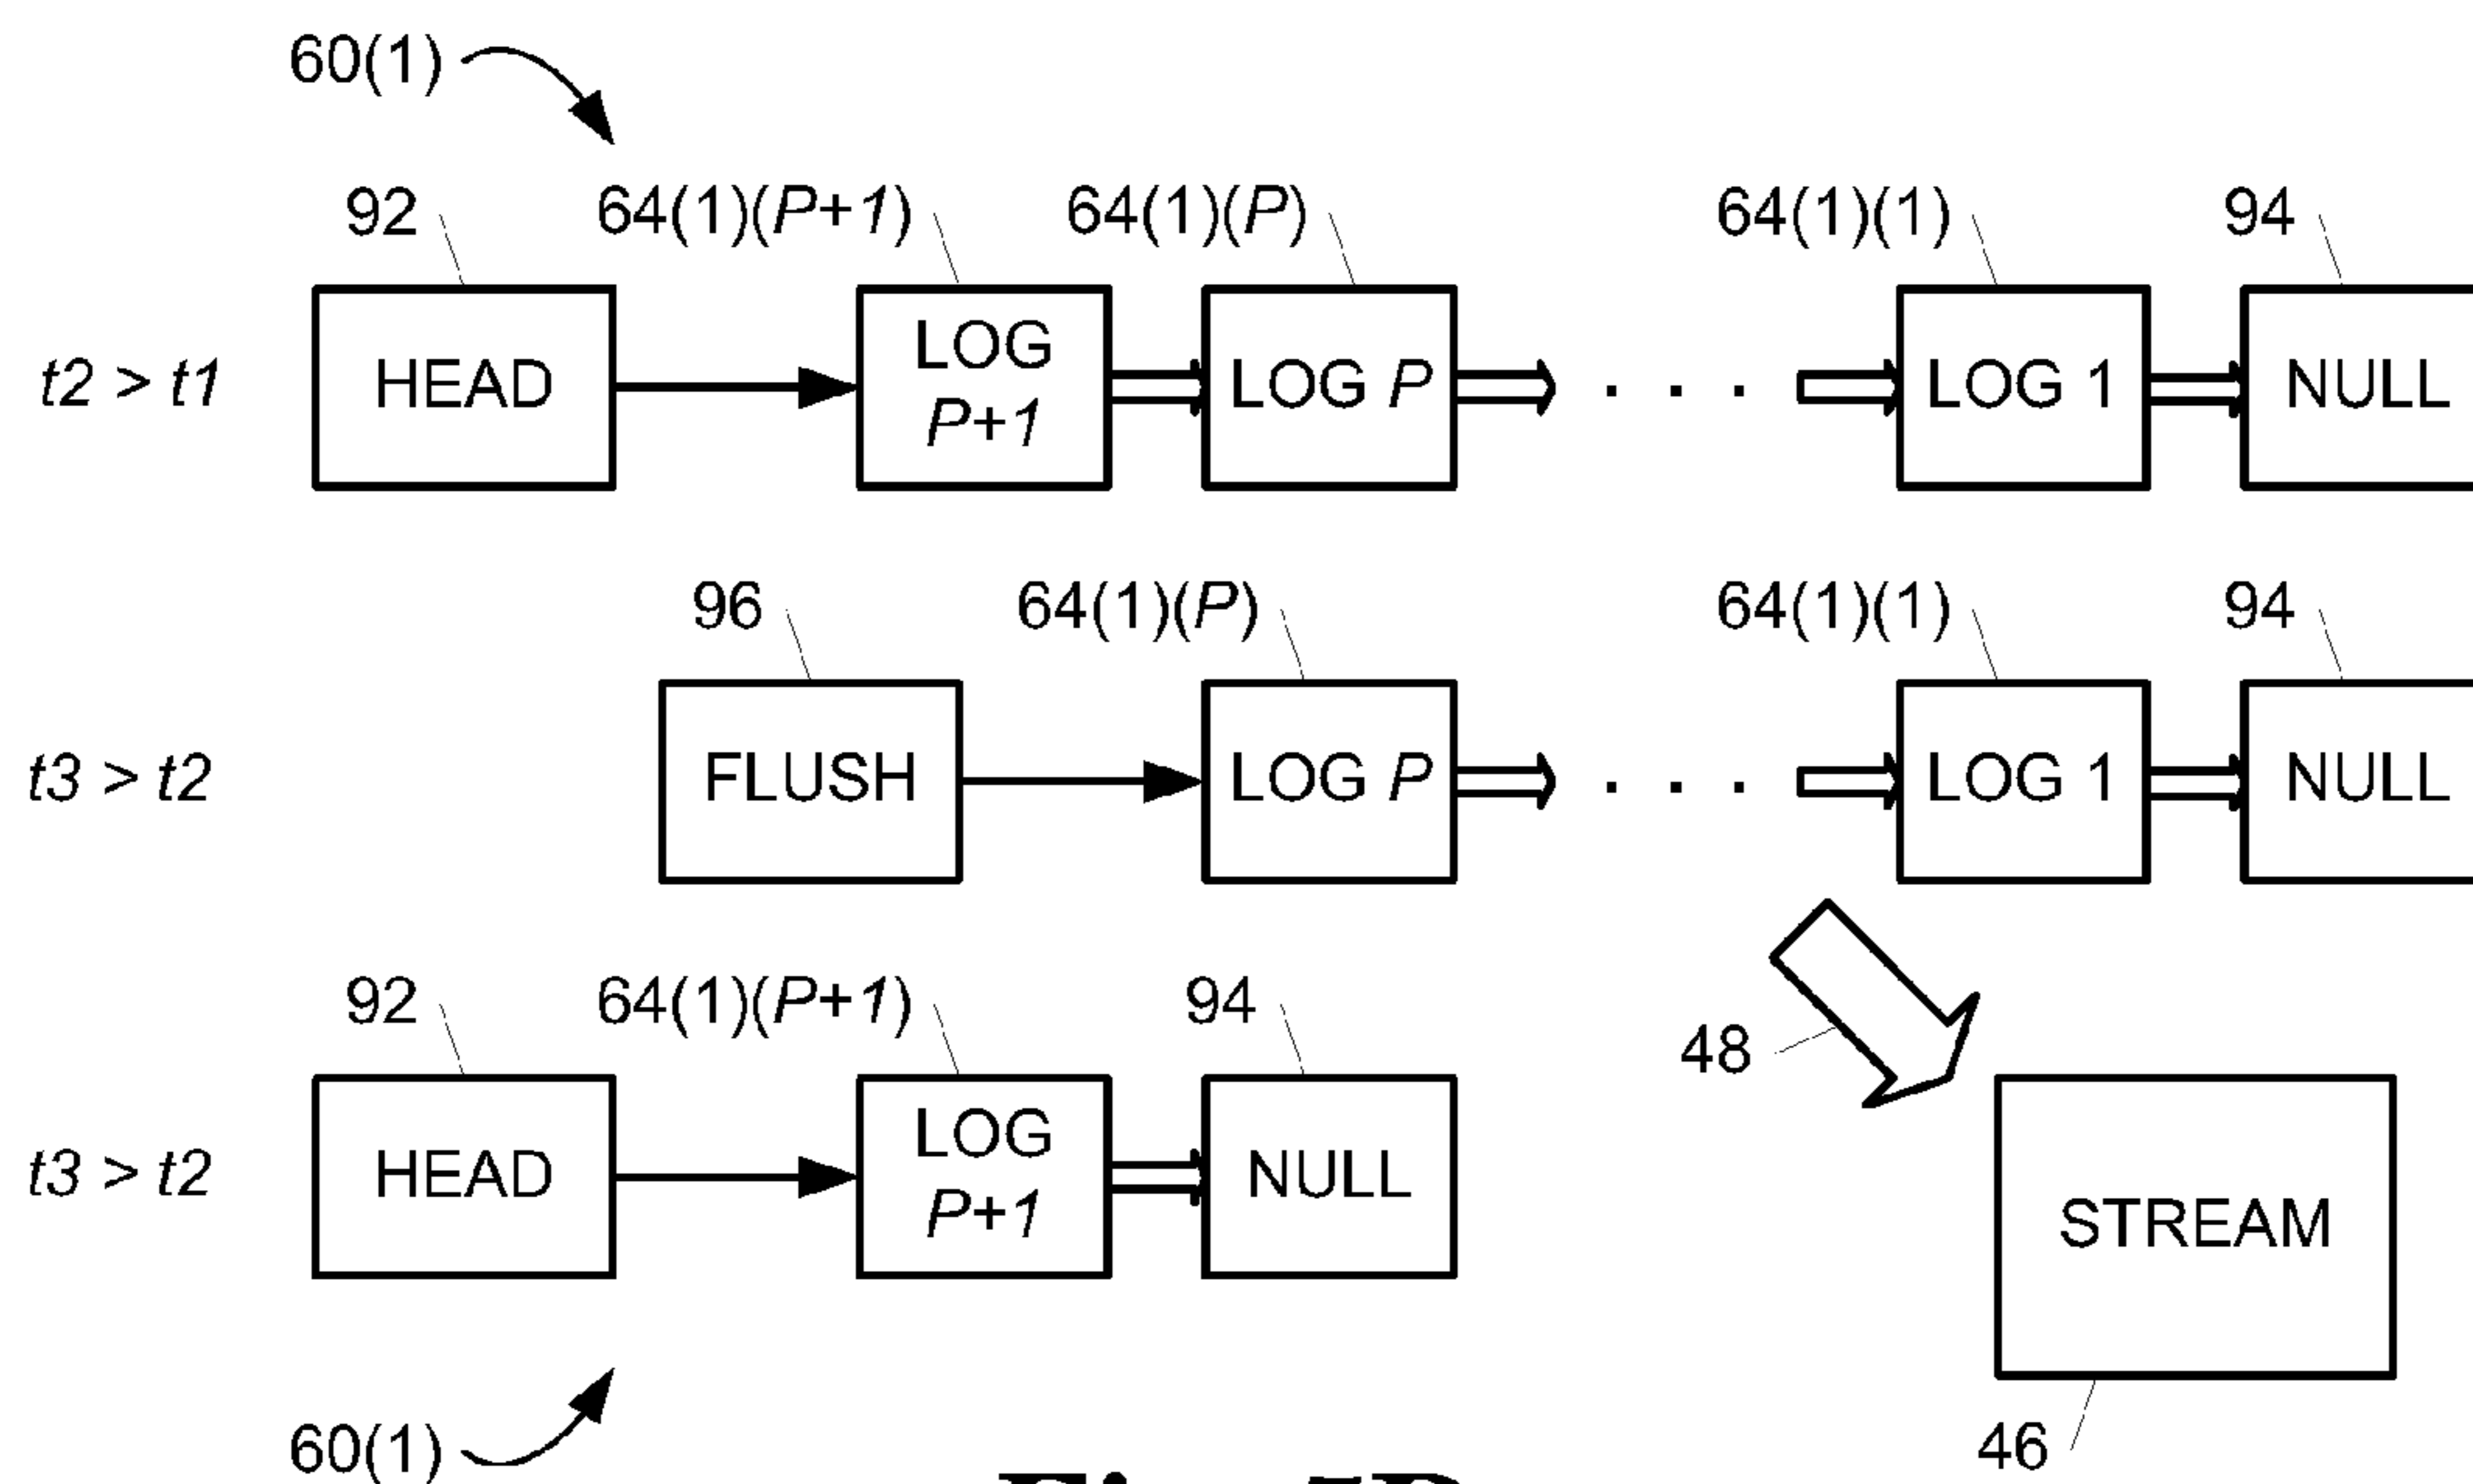 60(1)
92 64(1)(P+1) 64(1)(P) 64(1)(1) 94
t2 > t1 HEAD LOG P+1 LOG P . . . LOG 1 NULL
96 64(1)(P) 64(1)(1) 94
t3 > t2 FLUSH LOG P . . . LOG 1 NULL
92 64(1)(P+1) 94 48
t3 > t2 HEAD LOG P+1 NULL STREAM
60(1) 46